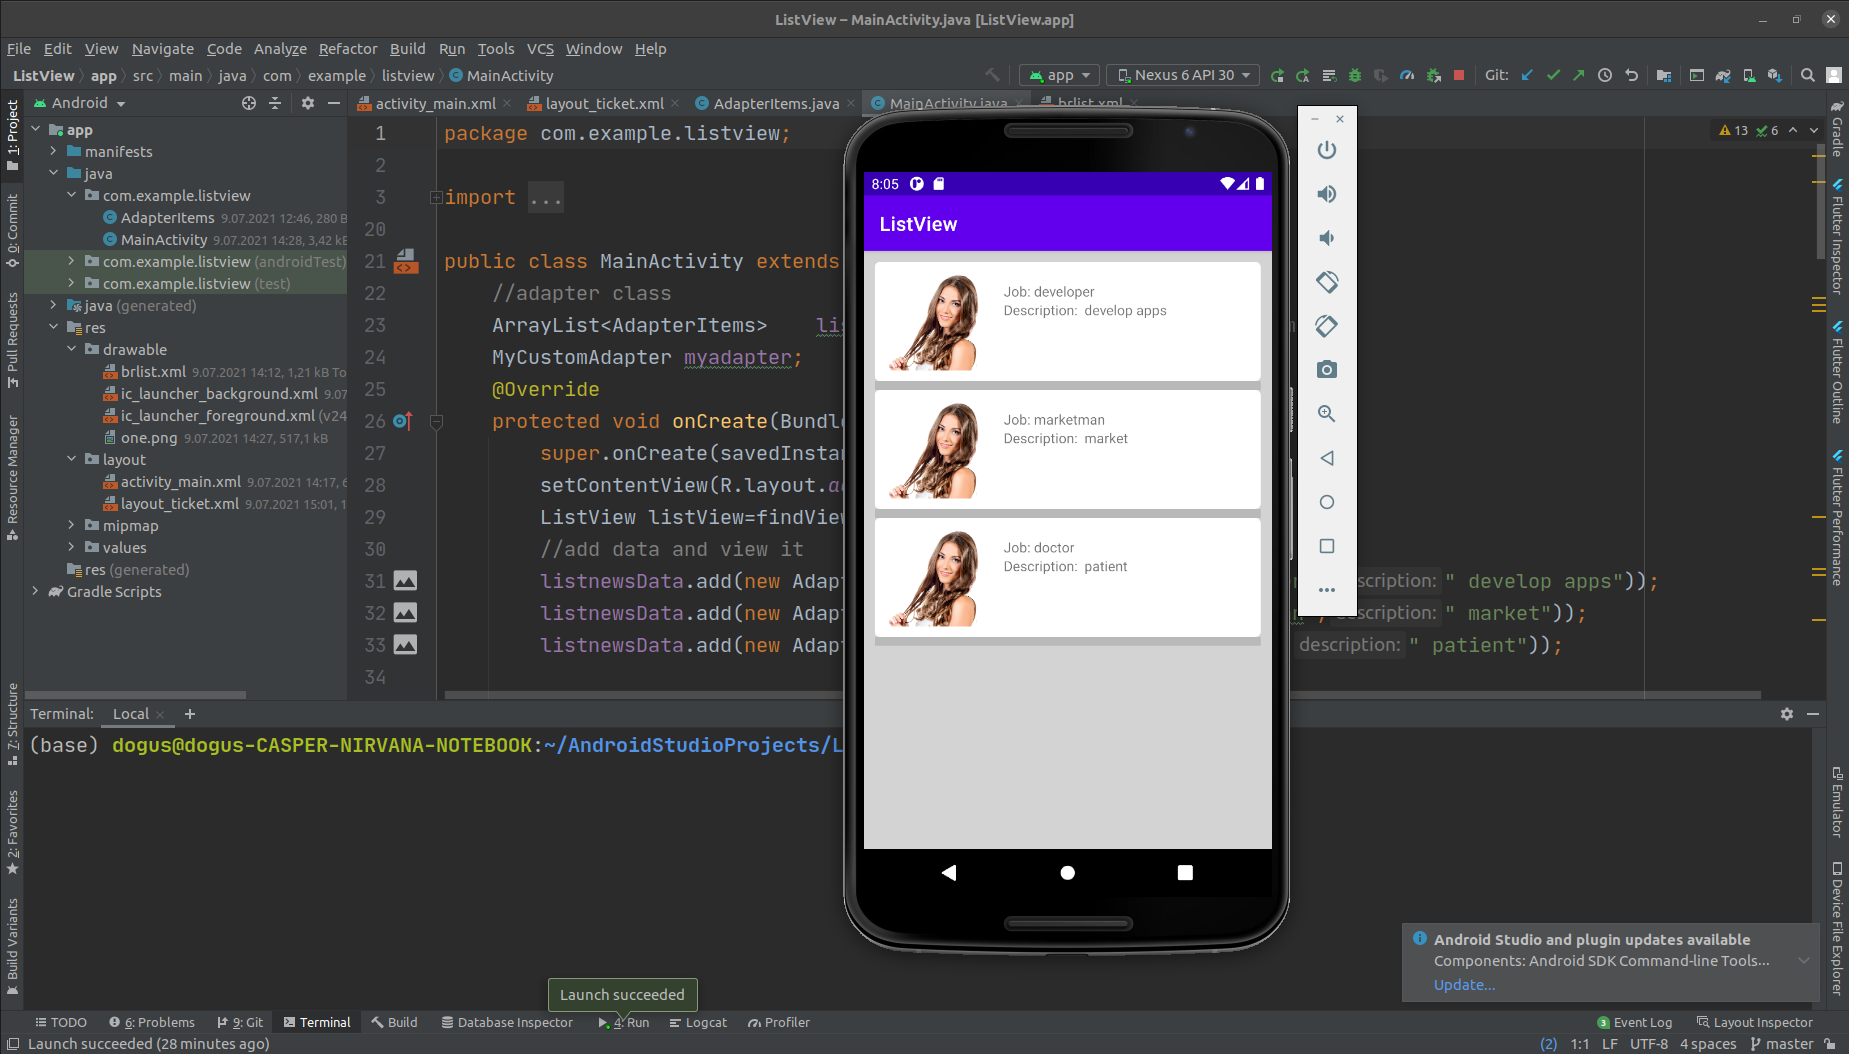 ListView – MainActivity.java [ListView.app]
File Edit View Navigate Code Analyze Refactor Build Run Tools VCS Window Help
ListView app src main java com example listview MainActivity
app Nexus 6 API 30 Git:
Android
activity_main.xml layout_ticket.xml AdapterItems.java MainActivity.java brlist.xml
1: Project
0: Commit
Pull Requests
Resource Manager
7: Structure
2: Favorites
Build Variants
app
manifests
java
com.example.listview
AdapterItems 9.07.2021 12:46, 280 B
MainActivity 9.07.2021 14:28, 3,42 kB
com.example.listview (androidTest)
com.example.listview (test)
java (generated)
res
drawable
brlist.xml 9.07.2021 14:12, 1,21 kB To
ic_launcher_background.xml 9.07
ic_launcher_foreground.xml (v24
one.png 9.07.2021 14:27, 517,1 kB
layout
activity_main.xml 9.07.2021 14:17, 6
layout_ticket.xml 9.07.2021 15:01, 1
mipmap
values
res (generated)
Gradle Scripts
1 package com.example.listview;
2
3 import ...
20
21 public class MainActivity extends
22 //adapter class
23 ArrayList<AdapterItems> li
24 MyCustomAdapter myadapter;
25 @Override
26 protected void onCreate(Bundl
27 super.onCreate(savedInstan
28 setContentView(R.layout.a
29 ListView listView=findView
30 //add data and view it
31 listnewsData.add(new Adap
description: " develop apps"));
32 listnewsData.add(new Adap
description: " market"));
33 listnewsData.add(new Adap
description: " patient"));
34
13 6
8:05
ListView
Job: developer
Description: develop apps
Job: marketman
Description: market
Job: doctor
Description: patient
Gradle
Flutter Inspector
Flutter Outline
Flutter Performance
Emulator
Device File Explorer
Terminal: Local +
(base) dogus@dogus-CASPER-NIRVANA-NOTEBOOK:~/AndroidStudioProjects/L
Android Studio and plugin updates available
Components: Android SDK Command-line Tools...
Update...
Launch succeeded
TODO 6: Problems 9: Git Terminal Build Database Inspector 4: Run Logcat Profiler 3 Event Log Layout Inspector
Launch succeeded (28 minutes ago) (2) 1:1 LF UTF-8 4 spaces master